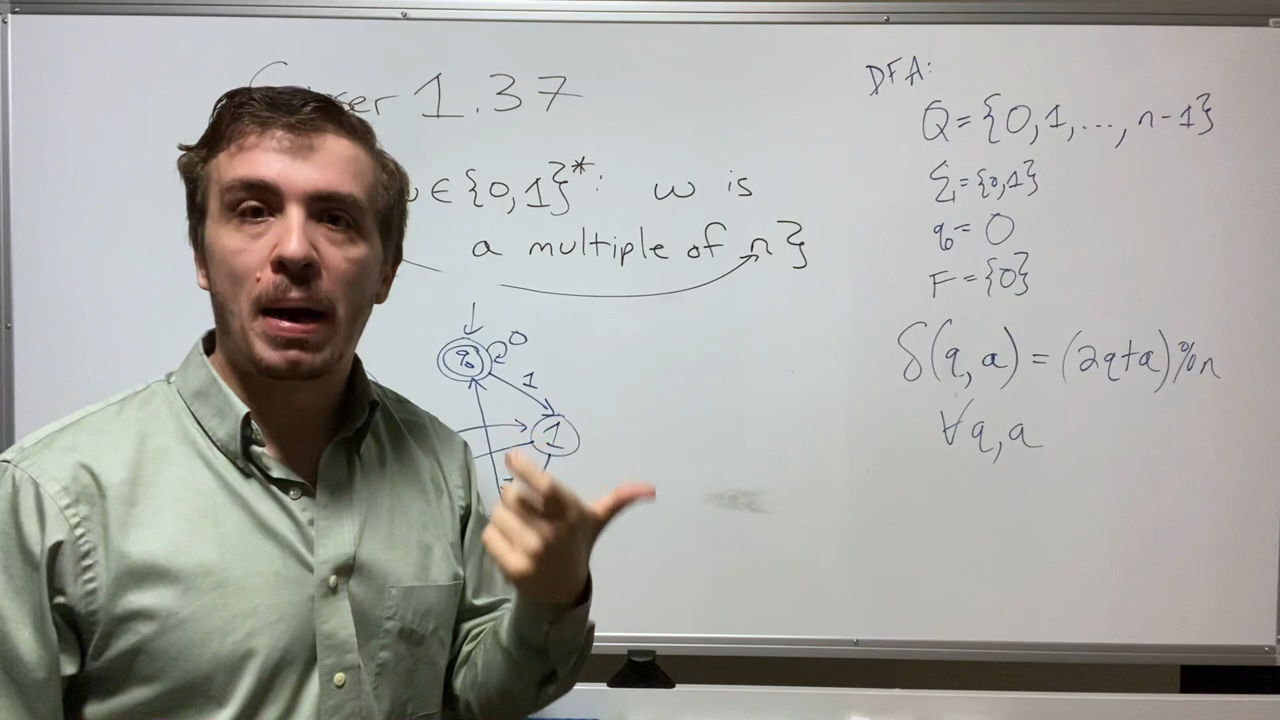 1.37
∈ {0,1}*: w is
a multiple of n}
0
q₀
1
1
DFA:
Q = {0,1,..., n-1}
Σ = {0,1}
q₀ = 0
F = {0}
δ(q, a) = (2q+a)%n
∀q,a